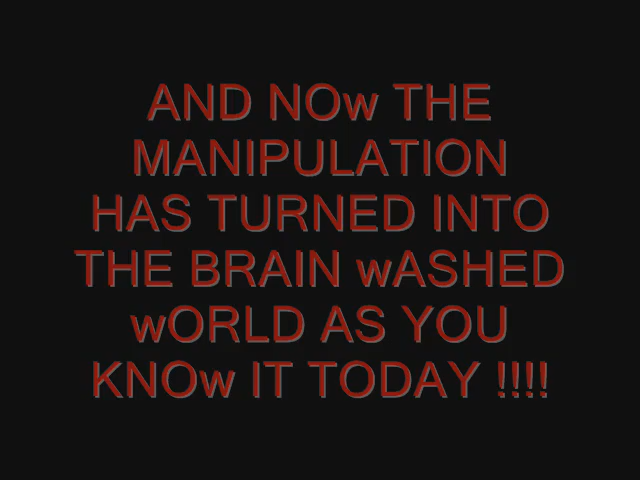 AND NOw THE
MANIPULATION
HAS TURNED INTO
THE BRAIN wASHED
wORLD AS YOU
KNOw IT TODAY !!!!